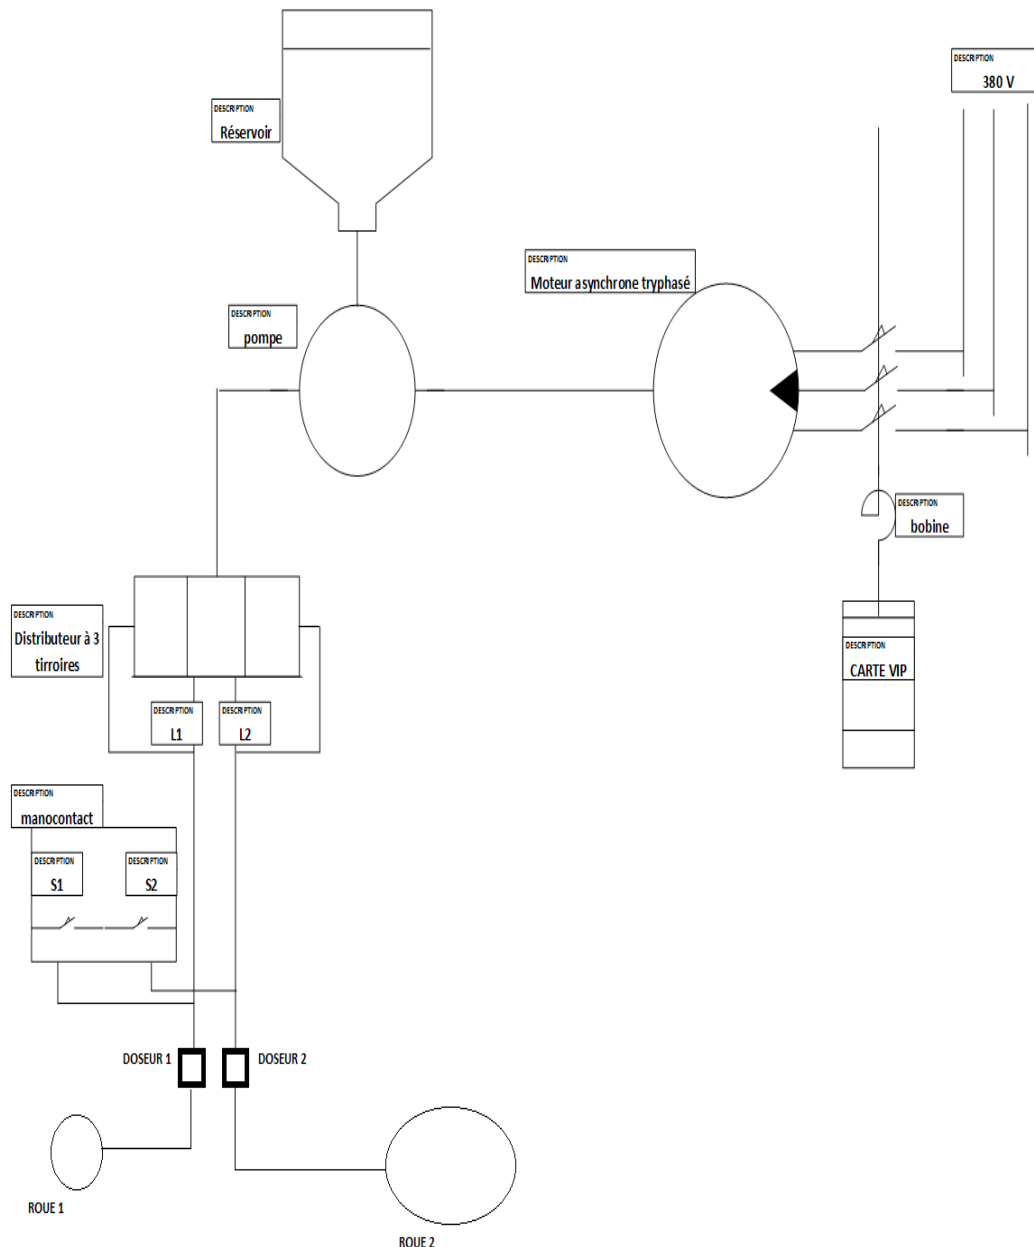 DESCRIPTION
380 V
DESCRIPTION
Réservoir
DESCRIPTION
Moteur asynchrone tryphasé
DESCRIPTION
pompe
DESCRIPTION
bobine
DESCRIPTION
Distributeur à 3
tirroires
DESCRIPTION
CARTE VIP
DESCRIPTION
L1
DESCRIPTION
L2
DESCRIPTION
manocontact
DESCRIPTION
S1
DESCRIPTION
S2
DOSEUR 1
DOSEUR 2
ROUE 1
ROUE 2